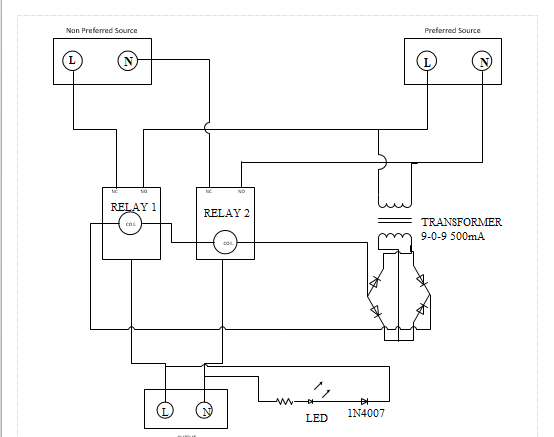 Non Preferred Source
Preferred Source
L
N
L
N
NC
NO
NC
NO
RELAY 1
RELAY 2
COIL
COIL
TRANSFORMER
9-0-9 500mA
L
N
LED
1N4007